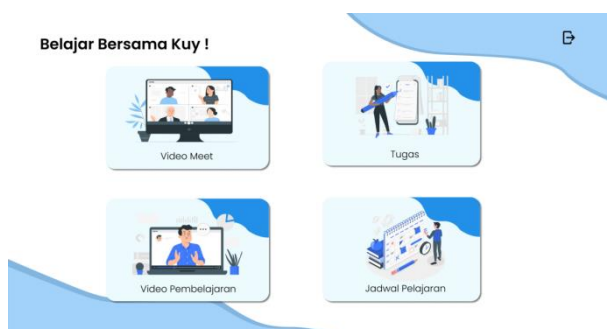 Belajar Bersama Kuy !
Video Meet
Tugas
Video Pembelajaran
Jadwal Pelajaran